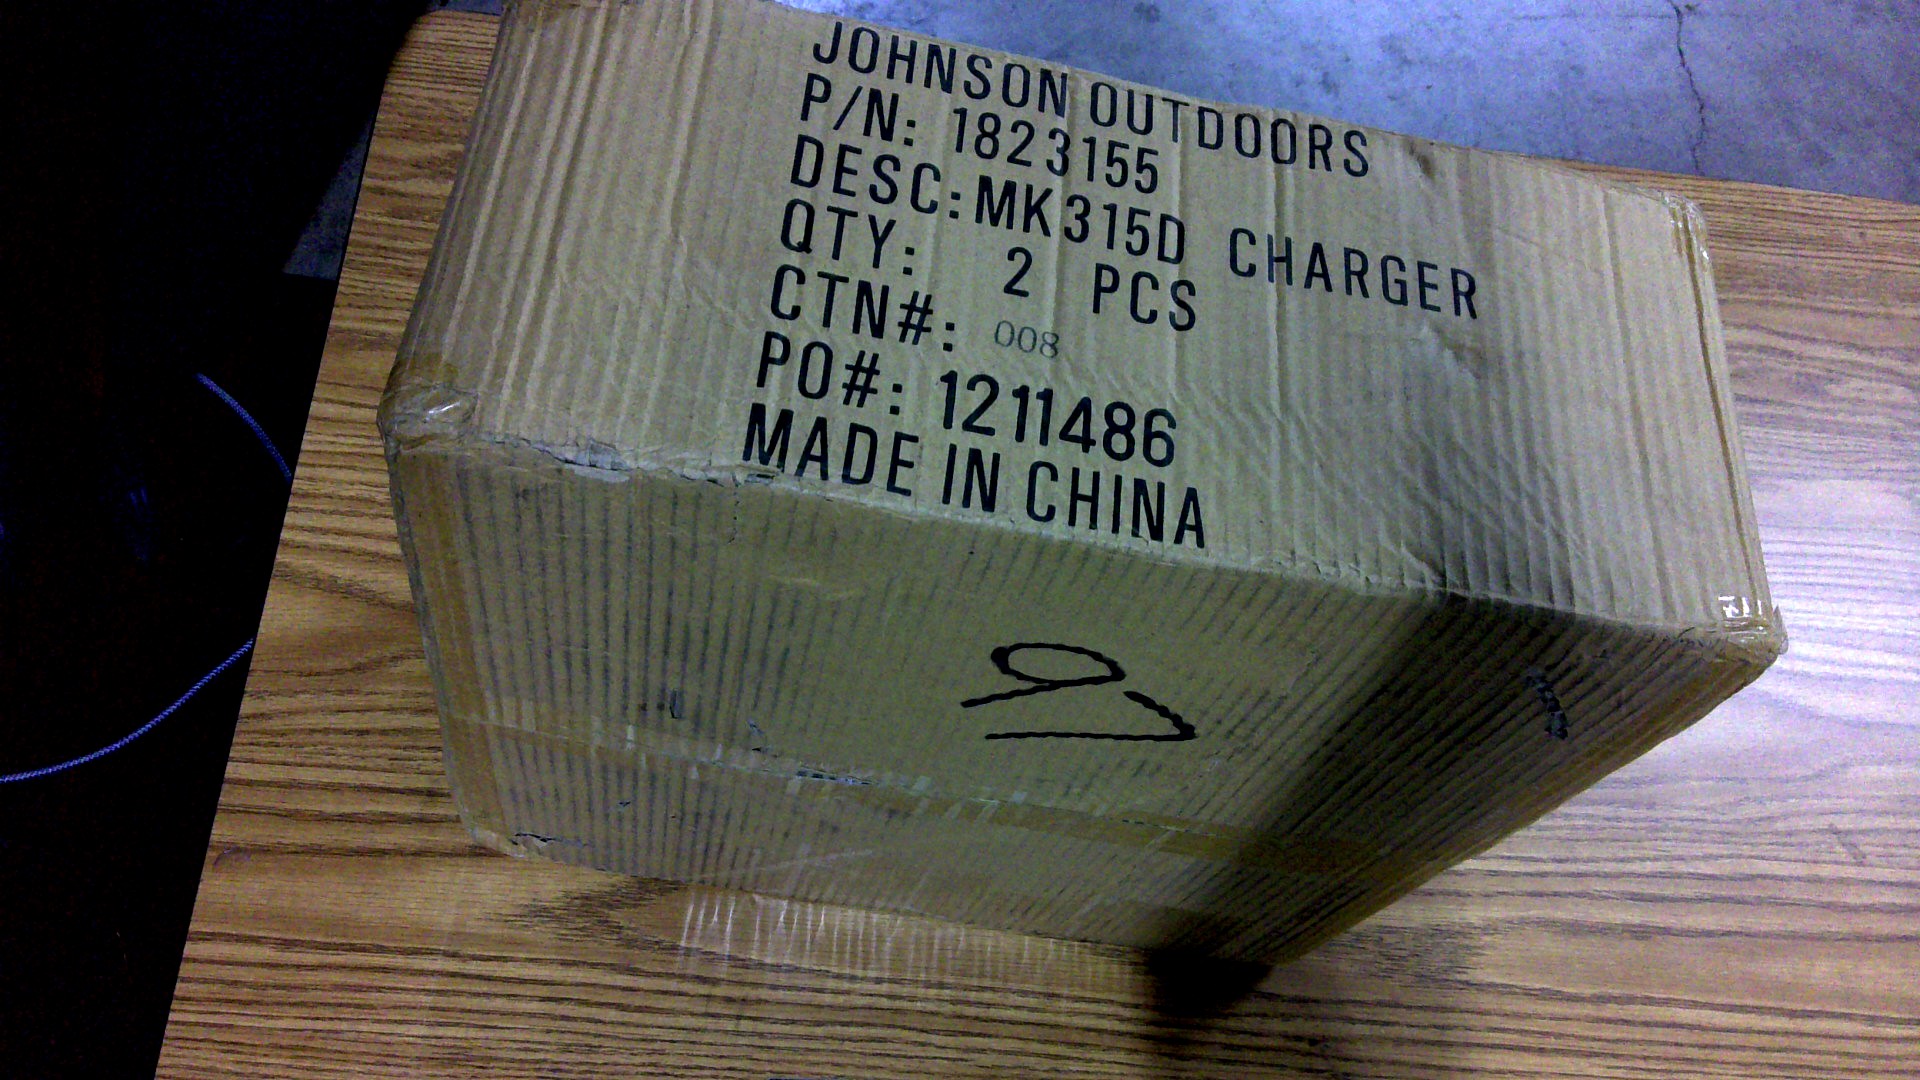 JOHNSON OUTDOORS
P/N: 1823155
DESC: MK315D CHARGER
QTY: 2 PCS
CTN#: 008
PO#: 1211486
MADE IN CHINA